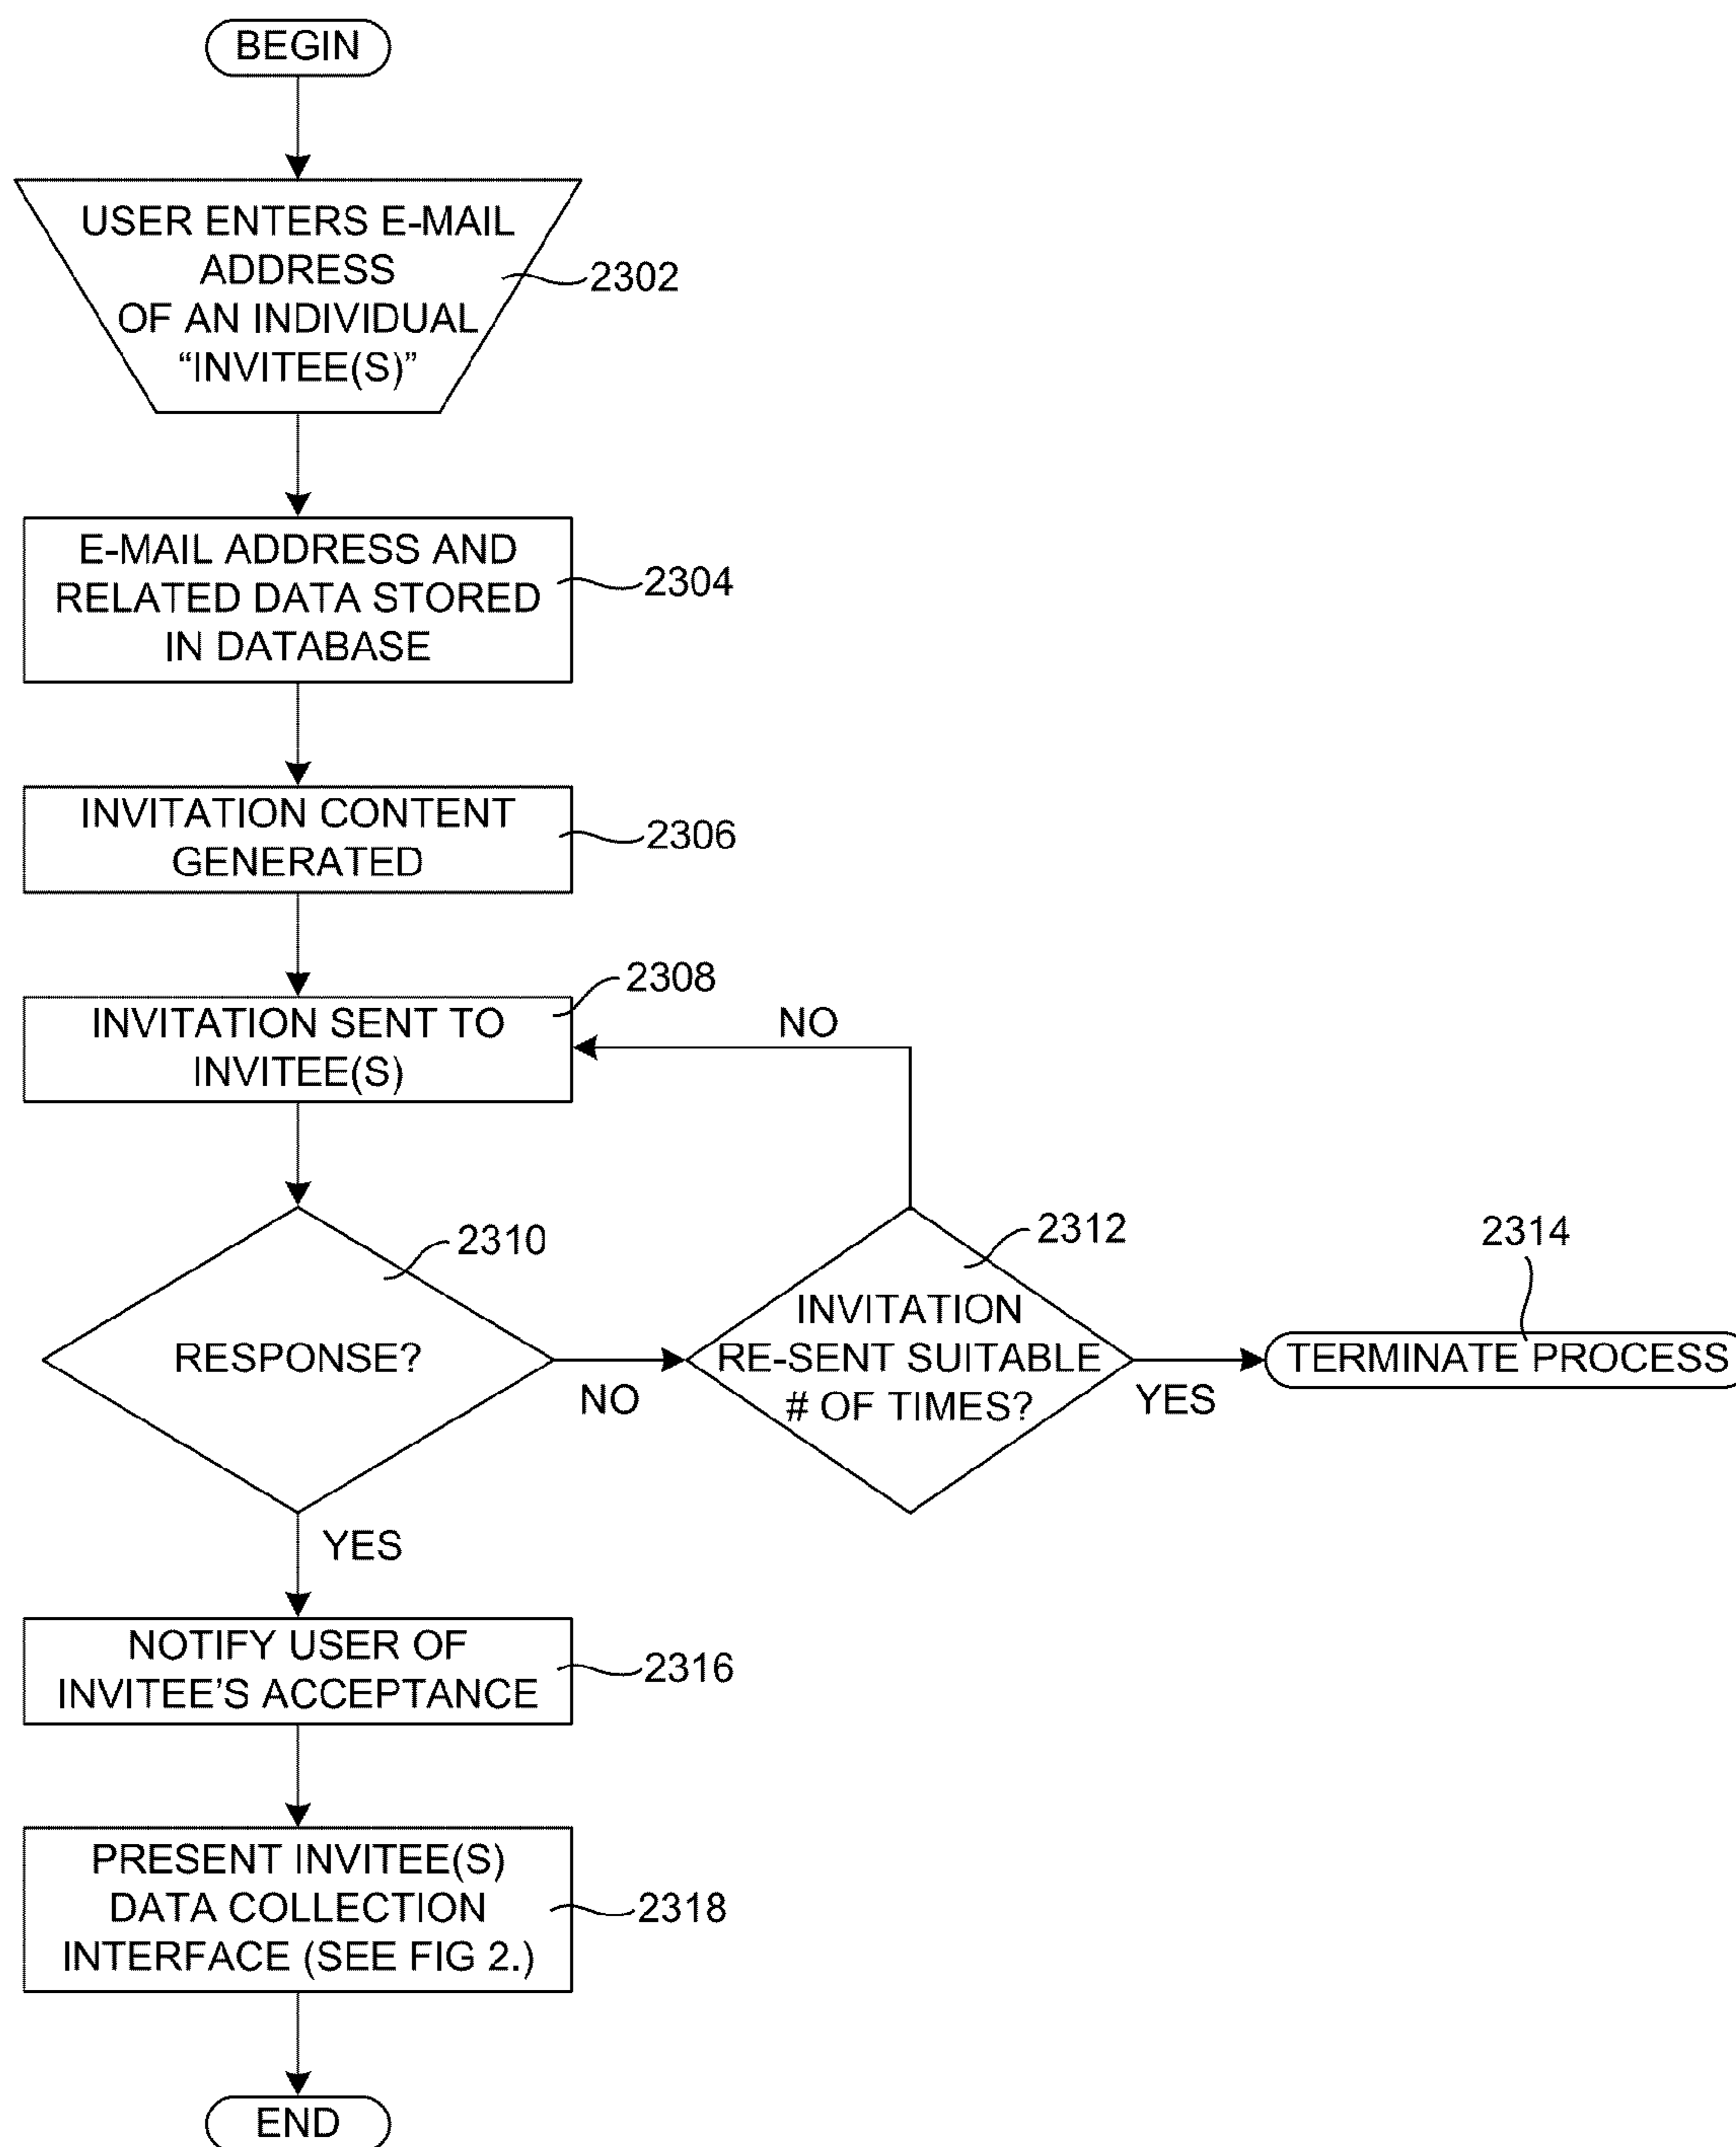 BEGIN
USER ENTERS E-MAIL
ADDRESS
OF AN INDIVIDUAL
“INVITEE(S)”
2302
E-MAIL ADDRESS AND
RELATED DATA STORED
IN DATABASE
2304
INVITATION CONTENT
GENERATED
2306
INVITATION SENT TO
INVITEE(S)
2308
NO
RESPONSE?
2310
NO
INVITATION
RE-SENT SUITABLE
# OF TIMES?
2312
YES
2314
TERMINATE PROCESS
YES
NOTIFY USER OF
INVITEE’S ACCEPTANCE
2316
PRESENT INVITEE(S)
DATA COLLECTION
INTERFACE (SEE FIG 2.)
2318
END